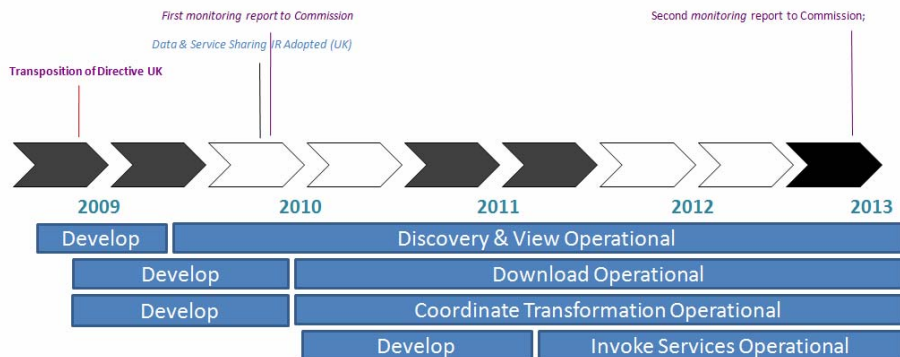 First monitoring report to Commission
Second monitoring report to Commission;
Data & Service Sharing IR Adopted (UK)
Transposition of Directive UK
2009 2010 2011 2012 2013
Develop Discovery & View Operational
Develop Download Operational
Develop Coordinate Transformation Operational
Develop Invoke Services Operational